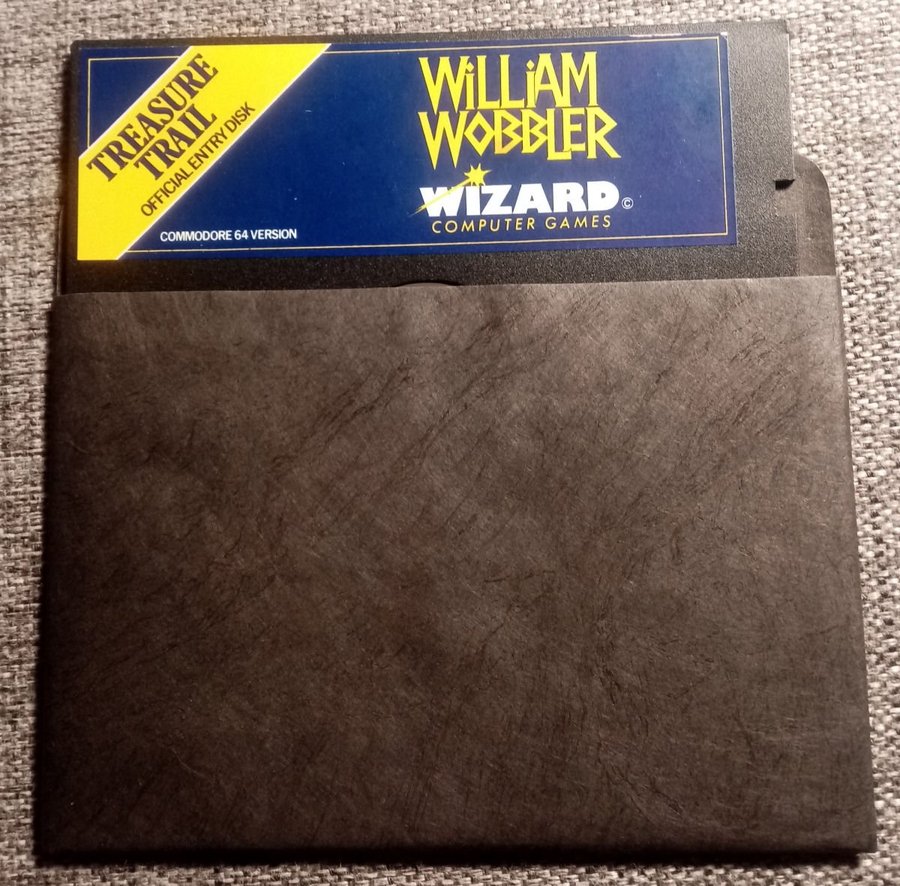 TREASURE
TRAIL
OFFICIAL ENTRY DISK
COMMODORE 64 VERSION
WiLLiAM
WOBBLER
WIZARD ©
COMPUTER GAMES